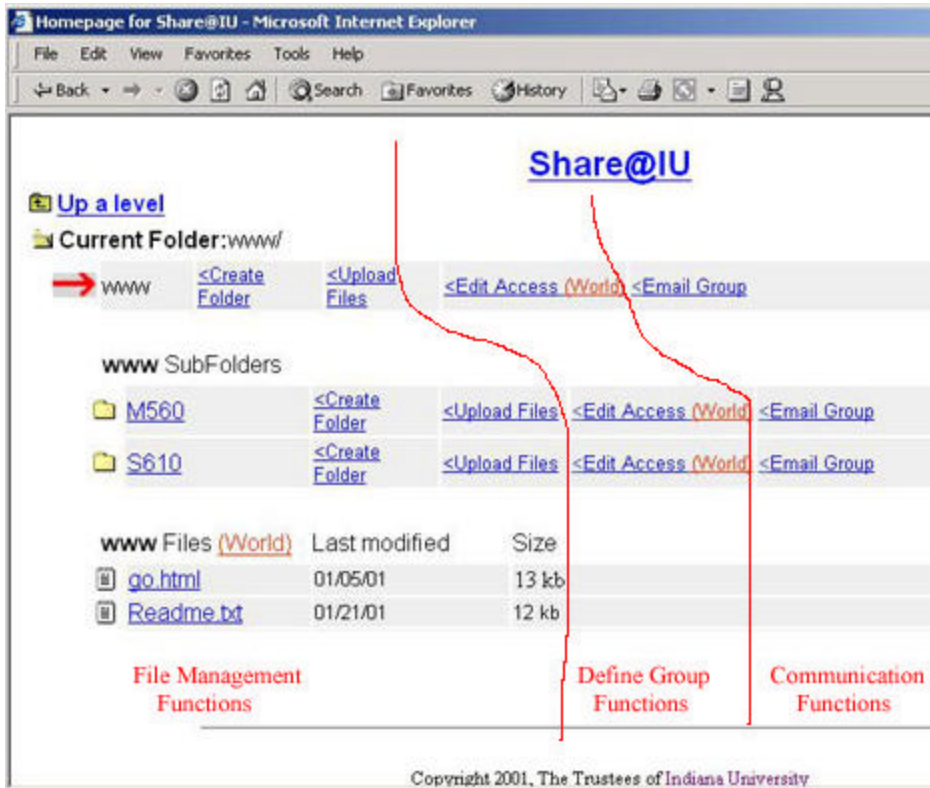 Homepage for Share@IU - Microsoft Internet Explorer
File Edit View Favorites Tools Help
Back Search Favorites History
Share@IU
Up a level
Current Folder:www/
www <Create Folder <Upload Files <Edit Access (World) <Email Group
www SubFolders
M560 <Create Folder <Upload Files <Edit Access (World) <Email Group
S610 <Create Folder <Upload Files <Edit Access (World) <Email Group
www Files (World) Last modified Size
go.html 01/05/01 13 kb
Readme.txt 01/21/01 12 kb
File Management Functions
Define Group Functions
Communication Functions
Copyright 2001, The Trustees of Indiana University